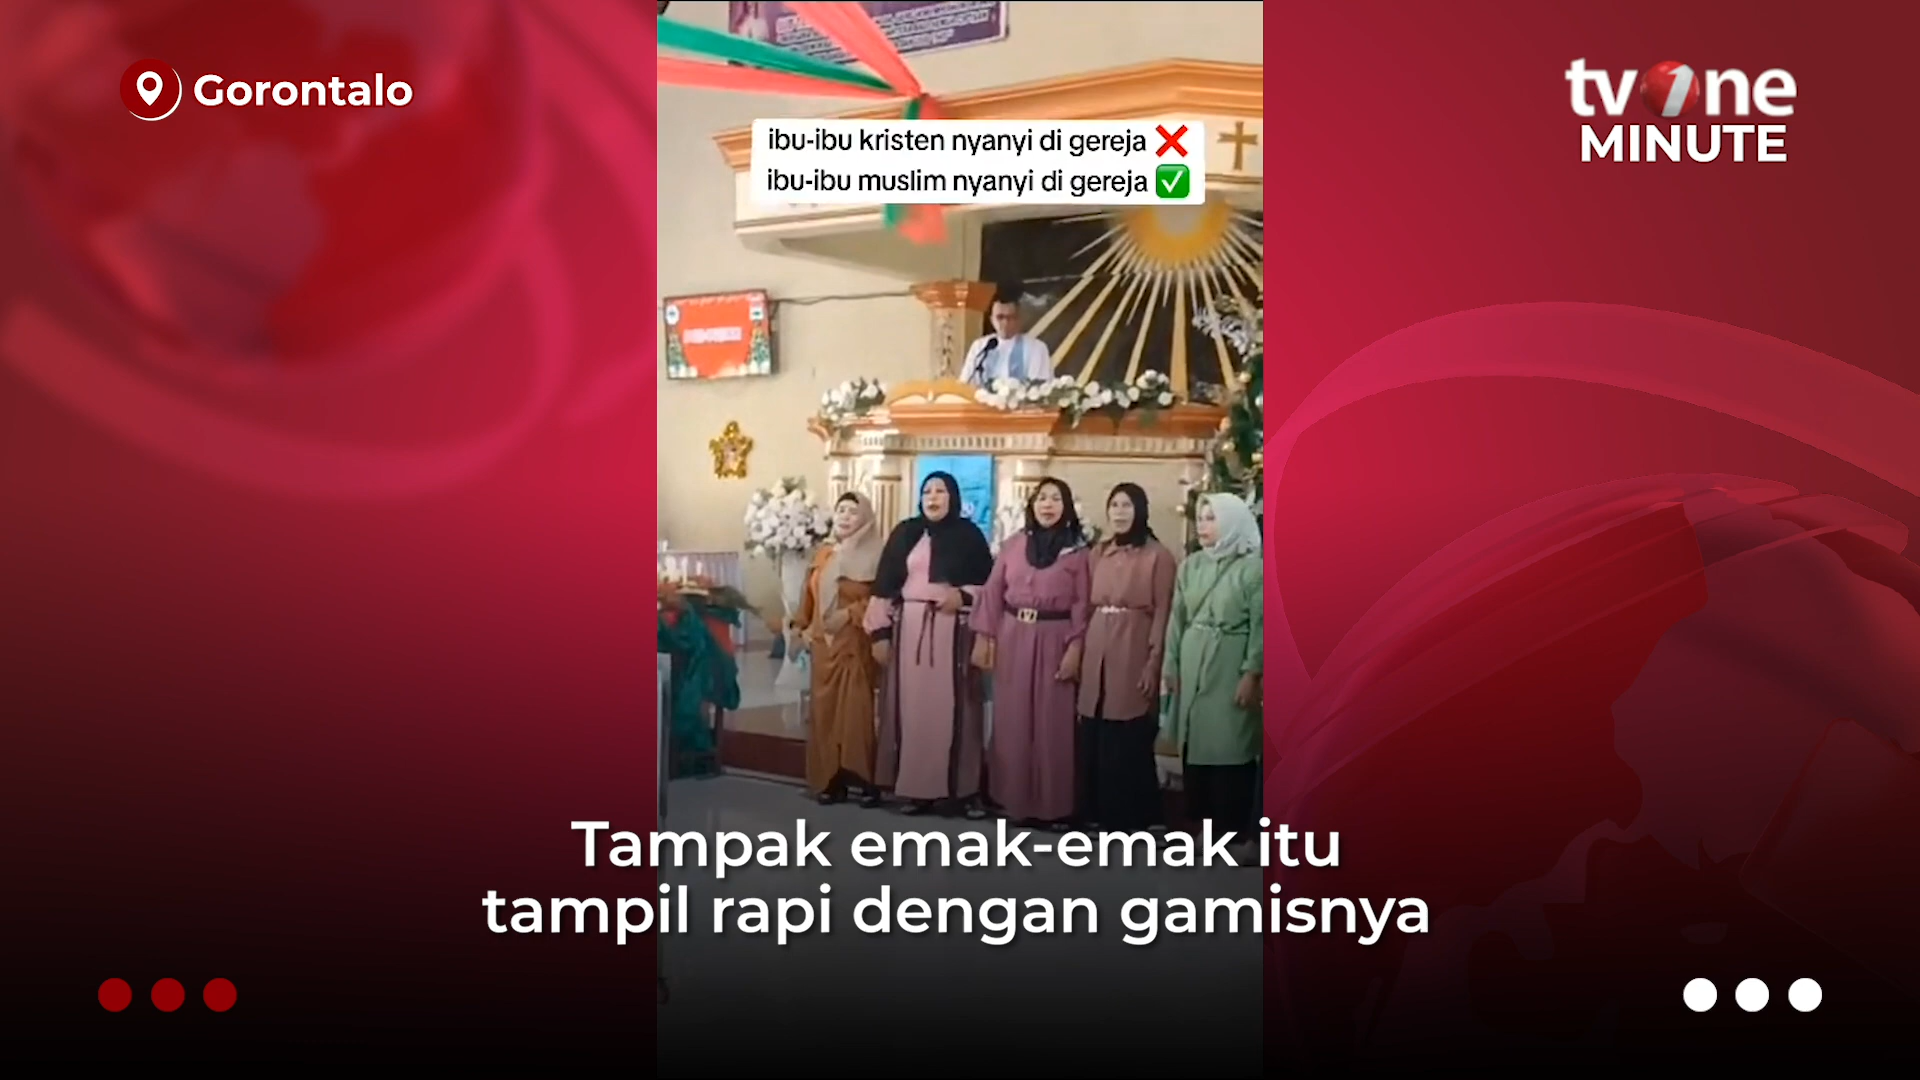 Gorontalo
tvOne
MINUTE
ibu-ibu kristen nyanyi di gereja ❌
ibu-ibu muslim nyanyi di gereja ✅
Tampak emak-emak itu
tampil rapi dengan gamisnya